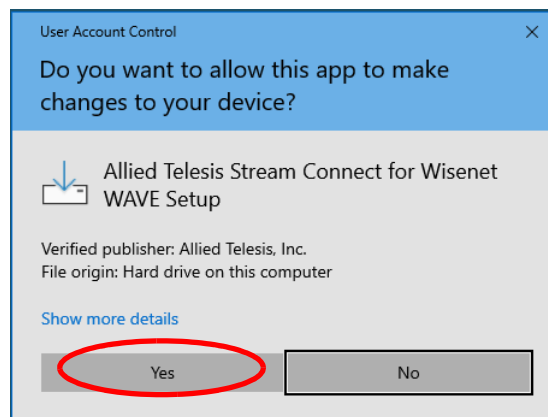 User Account Control
Do you want to allow this app to make
changes to your device?
Allied Telesis Stream Connect for Wisenet
WAVE Setup
Verified publisher: Allied Telesis, Inc.
File origin: Hard drive on this computer
Show more details
Yes
No